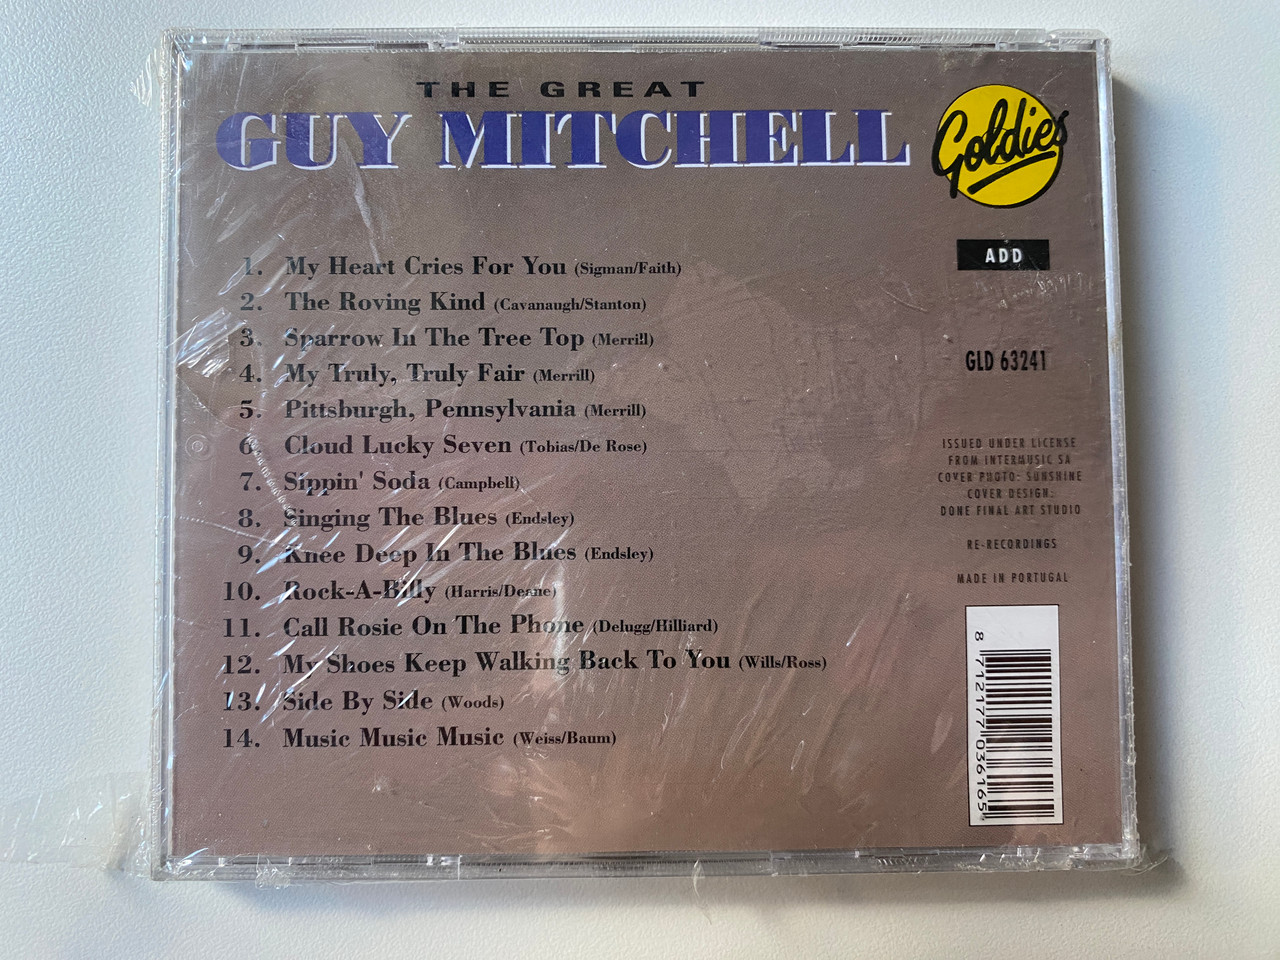 THE GREAT
GUY MITCHELL
Goldies
1. My Heart Cries For You (Sigman/Faith)
2. The Roving Kind (Cavanaugh/Stanton)
3. Sparrow In The Tree Top (Merrill)
4. My Truly, Truly Fair (Merrill)
5. Pittsburgh, Pennsylvania (Merrill)
6. Cloud Lucky Seven (Tobias/De Rose)
7. Sippin' Soda (Campbell)
8. Singing The Blues (Endsley)
9. Knee Deep In The Blues (Endsley)
10. Rock-A-Billy (Harris/Deane)
11. Call Rosie On The Phone (Delugg/Hilliard)
12. My Shoes Keep Walking Back To You (Wills/Ross)
13. Side By Side (Woods)
14. Music Music Music (Weiss/Baum)
ADD
GLD 63241
ISSUED UNDER LICENSE
FROM INTERMUSIC SA
COVER PHOTO: SUNSHINE
COVER DESIGN:
DONE FINAL ART STUDIO
RE-RECORDINGS
MADE IN PORTUGAL
8 712177 036165